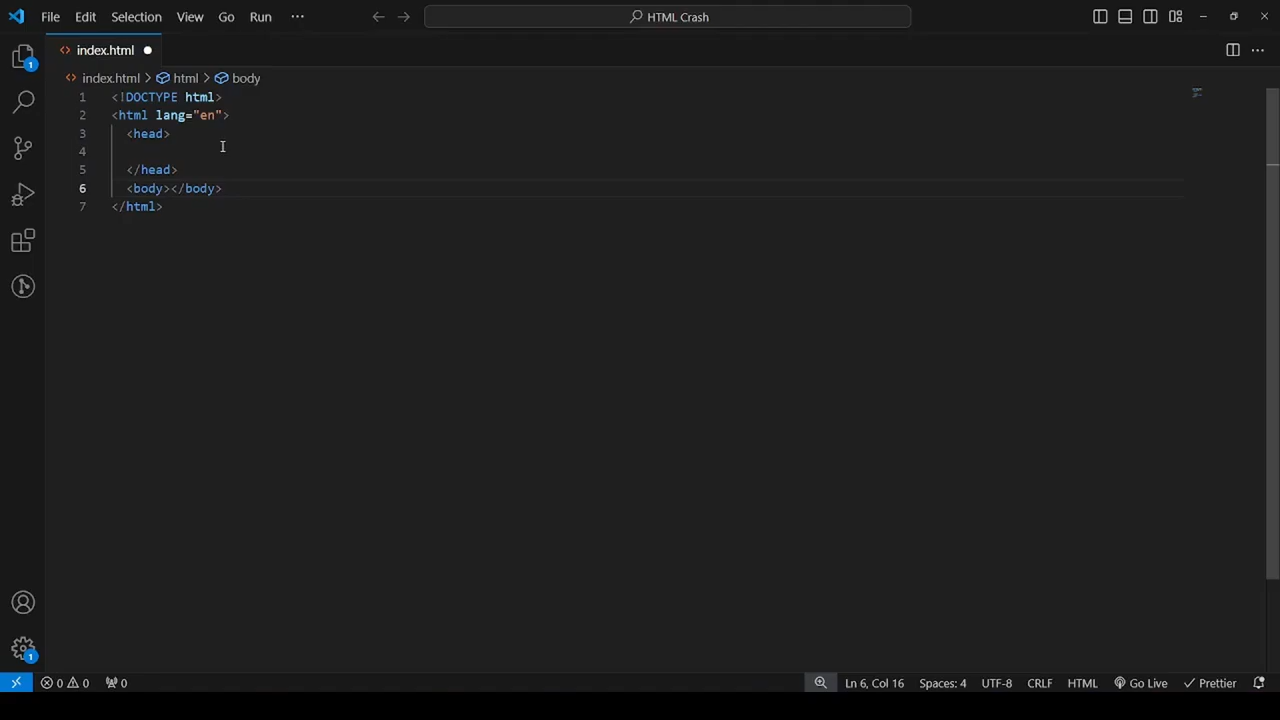 File Edit Selection View Go Run ···
HTML Crash
index.html
index.html > html > body
1 <!DOCTYPE html>
2 <html lang="en">
3 <head>
4
5 </head>
6 <body></body>
7 </html>
1
1
0 0 0
Ln 6, Col 16 Spaces: 4 UTF-8 CRLF HTML Go Live Prettier